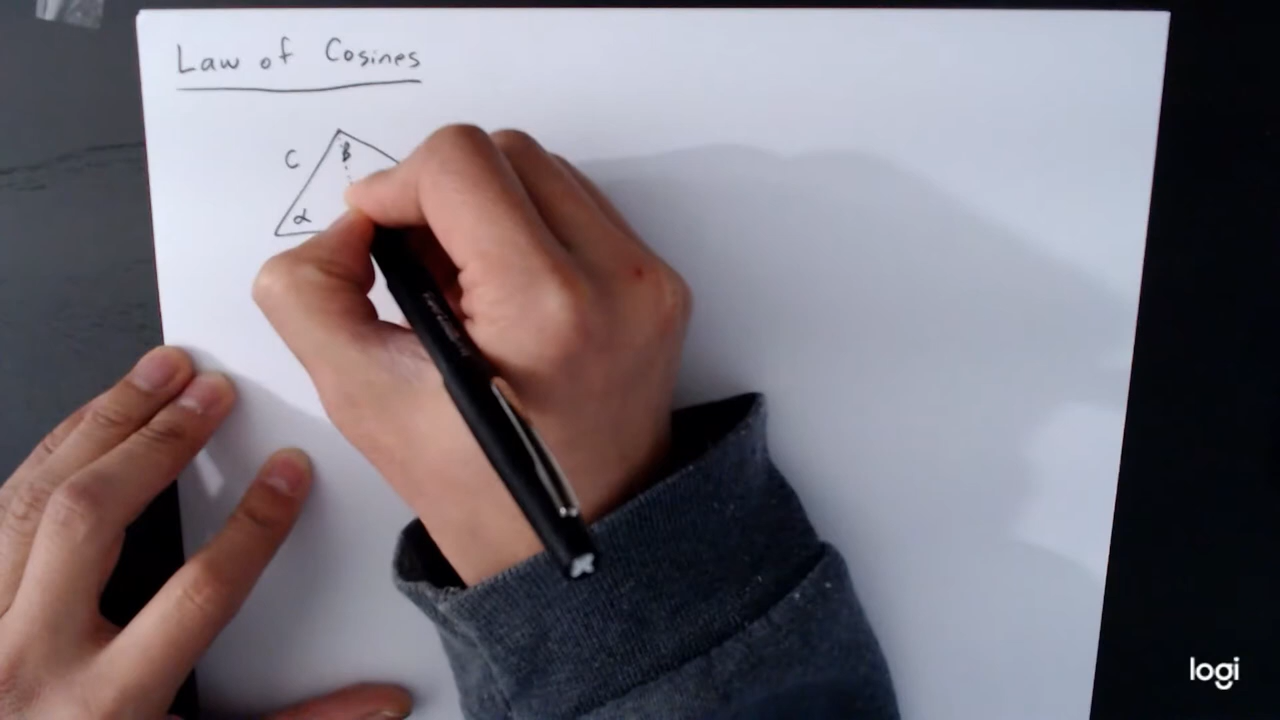 Law of Cosines
C
β
α
logi